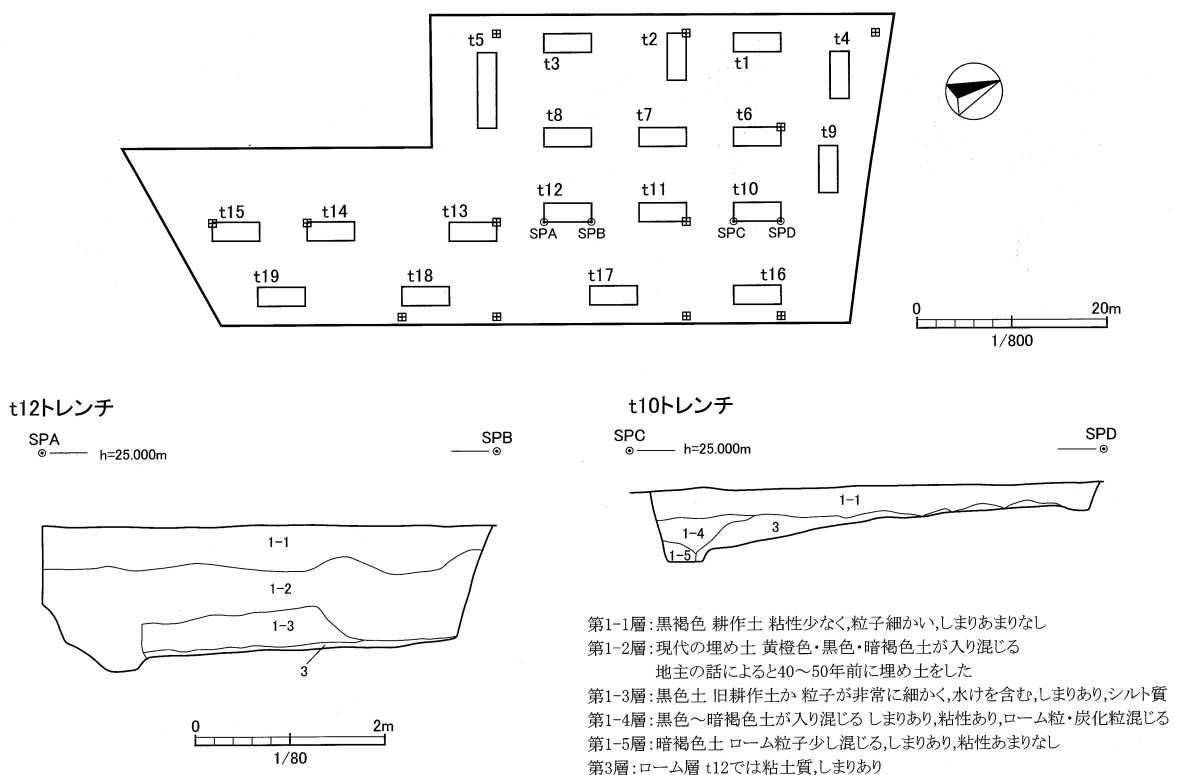 t5
t3
t2
t1
t4
t8
t7
t6
t9
t12
t11
t10
SPA
SPB
SPC
SPD
t15
t14
t13
t19
t18
t17
t16
0 20m
1/800
t12トレンチ
SPA
h=25.000m
SPB
1-1
1-2
1-3
3
0 2m
1/80
t10トレンチ
SPC
h=25.000m
SPD
1-1
1-4
3
1-5
第1-1層：黒褐色 耕作土 粘性少なく,粒子細かい,しまりあまりなし
第1-2層：現代の埋め土 黄橙色・黒色・暗褐色土が入り混じる
地主の話によると40～50年前に埋め土をした
第1-3層：黒色土 旧耕作土か 粒子が非常に細かく,水けを含む,しまりあり,シルト質
第1-4層：黒色～暗褐色土が入り混じる しまりあり,粘性あり,ローム粒・炭化粒混じる
第1-5層：暗褐色土 ローム粒子少し混じる,しまりあり,粘性あまりなし
第3層：ローム層 t12では粘土質,しまりあり